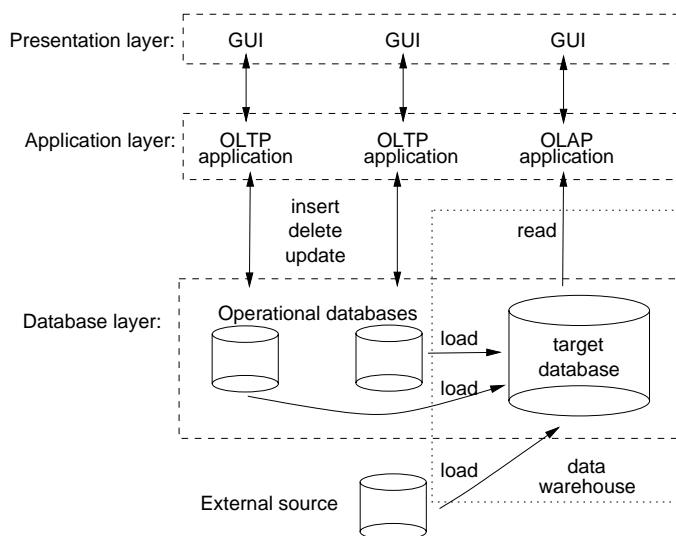 Presentation layer: GUI GUI GUI
Application layer: OLTP application OLTP application OLAP application
insert
delete
update
read
Database layer: Operational databases
load
target
database
load
load
data
warehouse
External source